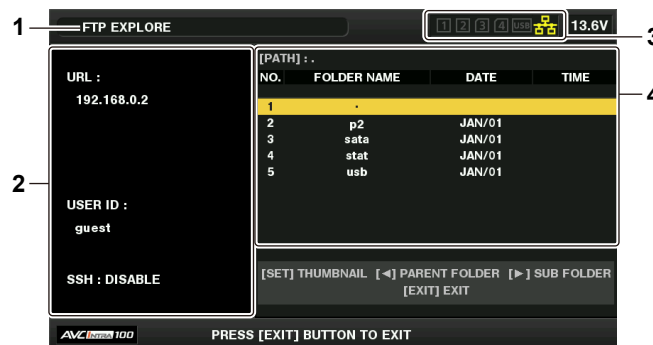 1 FTP EXPLORE 1 2 3 4 USB 13.6V 3
[PATH] : .
URL : NO. FOLDER NAME DATE TIME 4
192.168.0.2
1 .
2 p2 JAN/01
3 sata JAN/01
4 stat JAN/01
5 usb JAN/01
2
USER ID :
guest
SSH : DISABLE
[SET] THUMBNAIL [◄] PARENT FOLDER [►] SUB FOLDER
[EXIT] EXIT
AVC INTRA 100 PRESS [EXIT] BUTTON TO EXIT